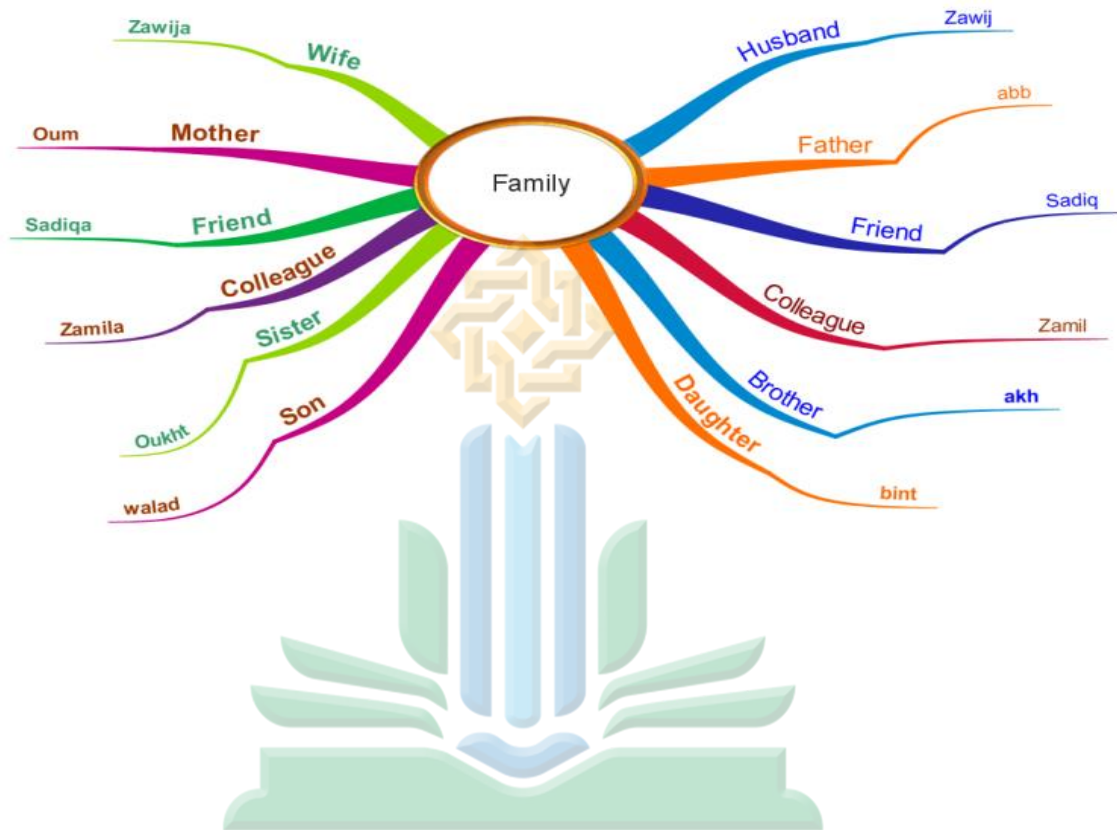 Family
Husband
Zawij
Father
abb
Friend
Sadiq
Colleague
Zamil
Brother
akh
Daughter
bint
Son
walad
Sister
Oukht
Colleague
Zamila
Friend
Sadiqa
Mother
Oum
Wife
Zawija